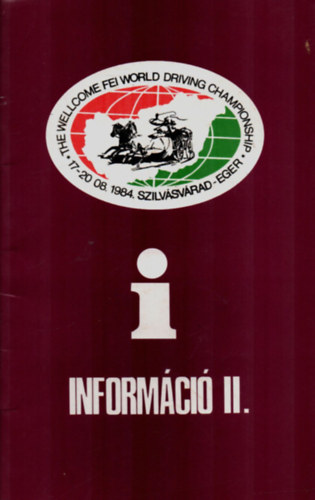 THE WELLCOME FEI WORLD DRIVING CHAMPIONSHIP
• 17-20 08. 1984. SZILVÁSVÁRAD-EGER •
i
INFORMÁCIÓ II.